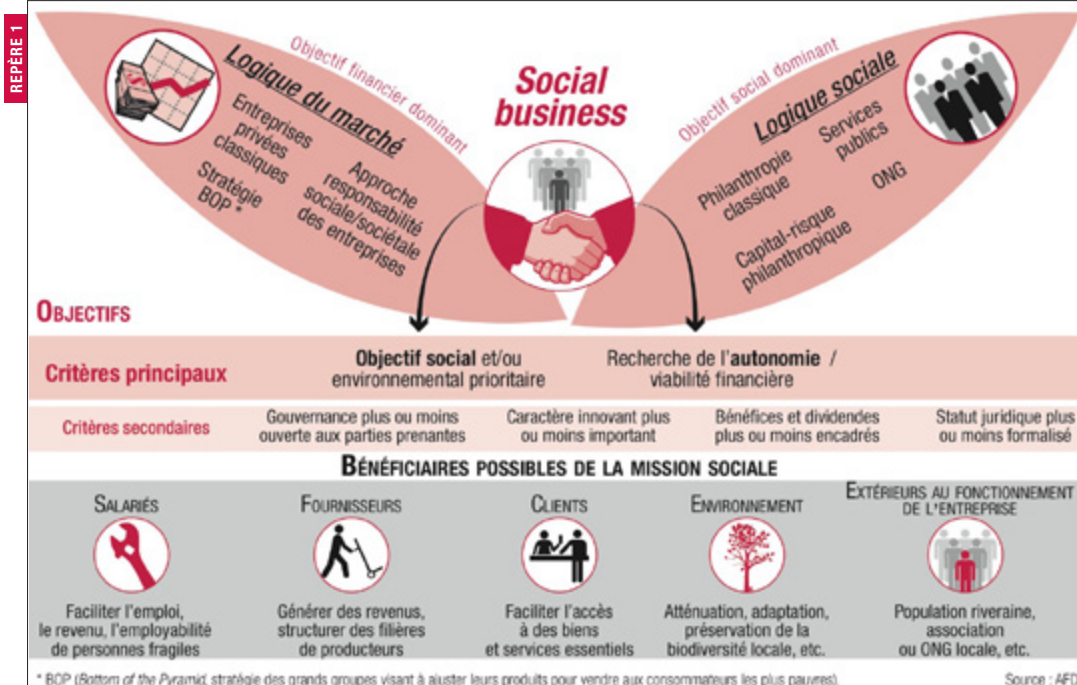 REPÈRE 1
Objectif financier dominant
Logique du marché
Entreprises
privées
classiques
Stratégie
BOP *
Approche
responsabilité
sociale/sociétale
des entreprises
Social
business
Objectif social dominant
Logique sociale
Services
publics
Philanthropie
classique
ONG
Capital-risque
philanthropique
OBJECTIFS
Critères principaux
Objectif social et/ou
environnemental prioritaire
Recherche de l'autonomie /
viabilité financière
Critères secondaires
Gouvernance plus ou moins
ouverte aux parties prenantes
Caractère innovant plus
ou moins important
Bénéfices et dividendes
plus ou moins encadrés
Statut juridique plus
ou moins formalisé
BÉNÉFICIAIRES POSSIBLES DE LA MISSION SOCIALE
SALARIÉS
Faciliter l'emploi,
le revenu, l'employabilité
de personnes fragiles
FOURNISSEURS
Générer des revenus,
structurer des filières
de producteurs
CLIENTS
Faciliter l'accès
à des biens
et services essentiels
ENVIRONNEMENT
Atténuation, adaptation,
préservation de la
biodiversité locale, etc.
EXTÉRIEURS AU FONCTIONNEMENT
DE L'ENTREPRISE
Population riveraine,
association
ou ONG locale, etc.
* BOP (Bottom of the Pyramid, stratégie des grands groupes visant à ajuster leurs produits pour vendre aux consommateurs les plus pauvres).
Source : AFD